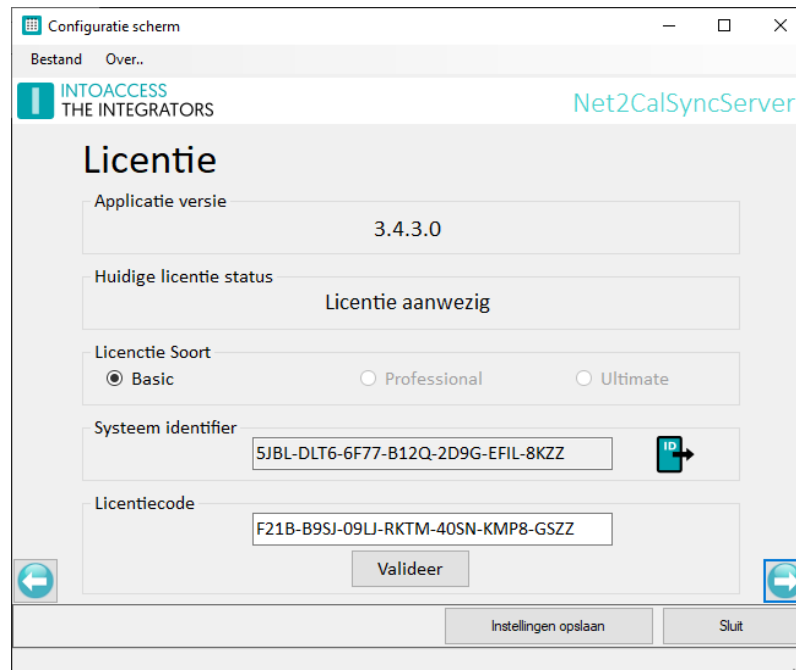 Configuratie scherm
Bestand Over..
INTOACCESS
THE INTEGRATORS
Net2CalSyncServer
Licentie
Applicatie versie
3.4.3.0
Huidige licentie status
Licentie aanwezig
Licenctie Soort
Basic Professional Ultimate
Systeem identifier
5JBL-DLT6-6F77-B12Q-2D9G-EFIL-8KZZ
ID
Licentiecode
F21B-B9SJ-09LJ-RKTM-40SN-KMP8-GSZZ
Valideer
Instellingen opslaan Sluit